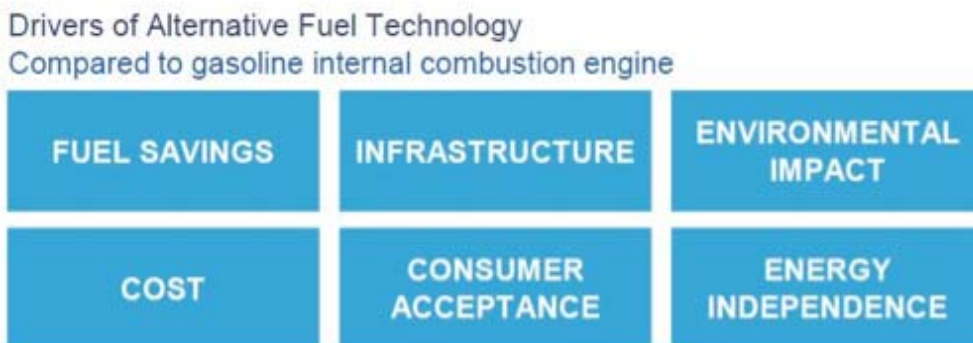 Drivers of Alternative Fuel Technology
Compared to gasoline internal combustion engine
FUEL SAVINGS
INFRASTRUCTURE
ENVIRONMENTAL
IMPACT
COST
CONSUMER
ACCEPTANCE
ENERGY
INDEPENDENCE